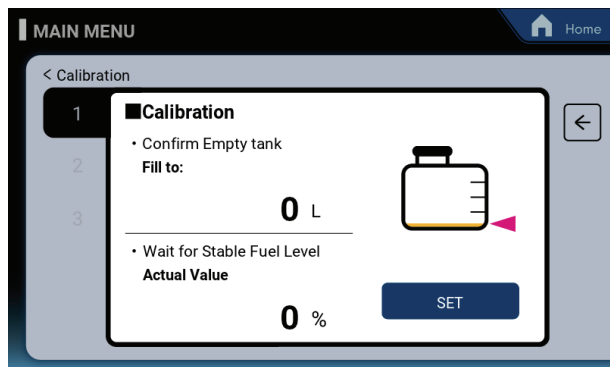 MAIN MENU
Home
< Calibration
1
2
3
■Calibration
・Confirm Empty tank
Fill to:
0 L
・Wait for Stable Fuel Level
Actual Value
0 %
SET